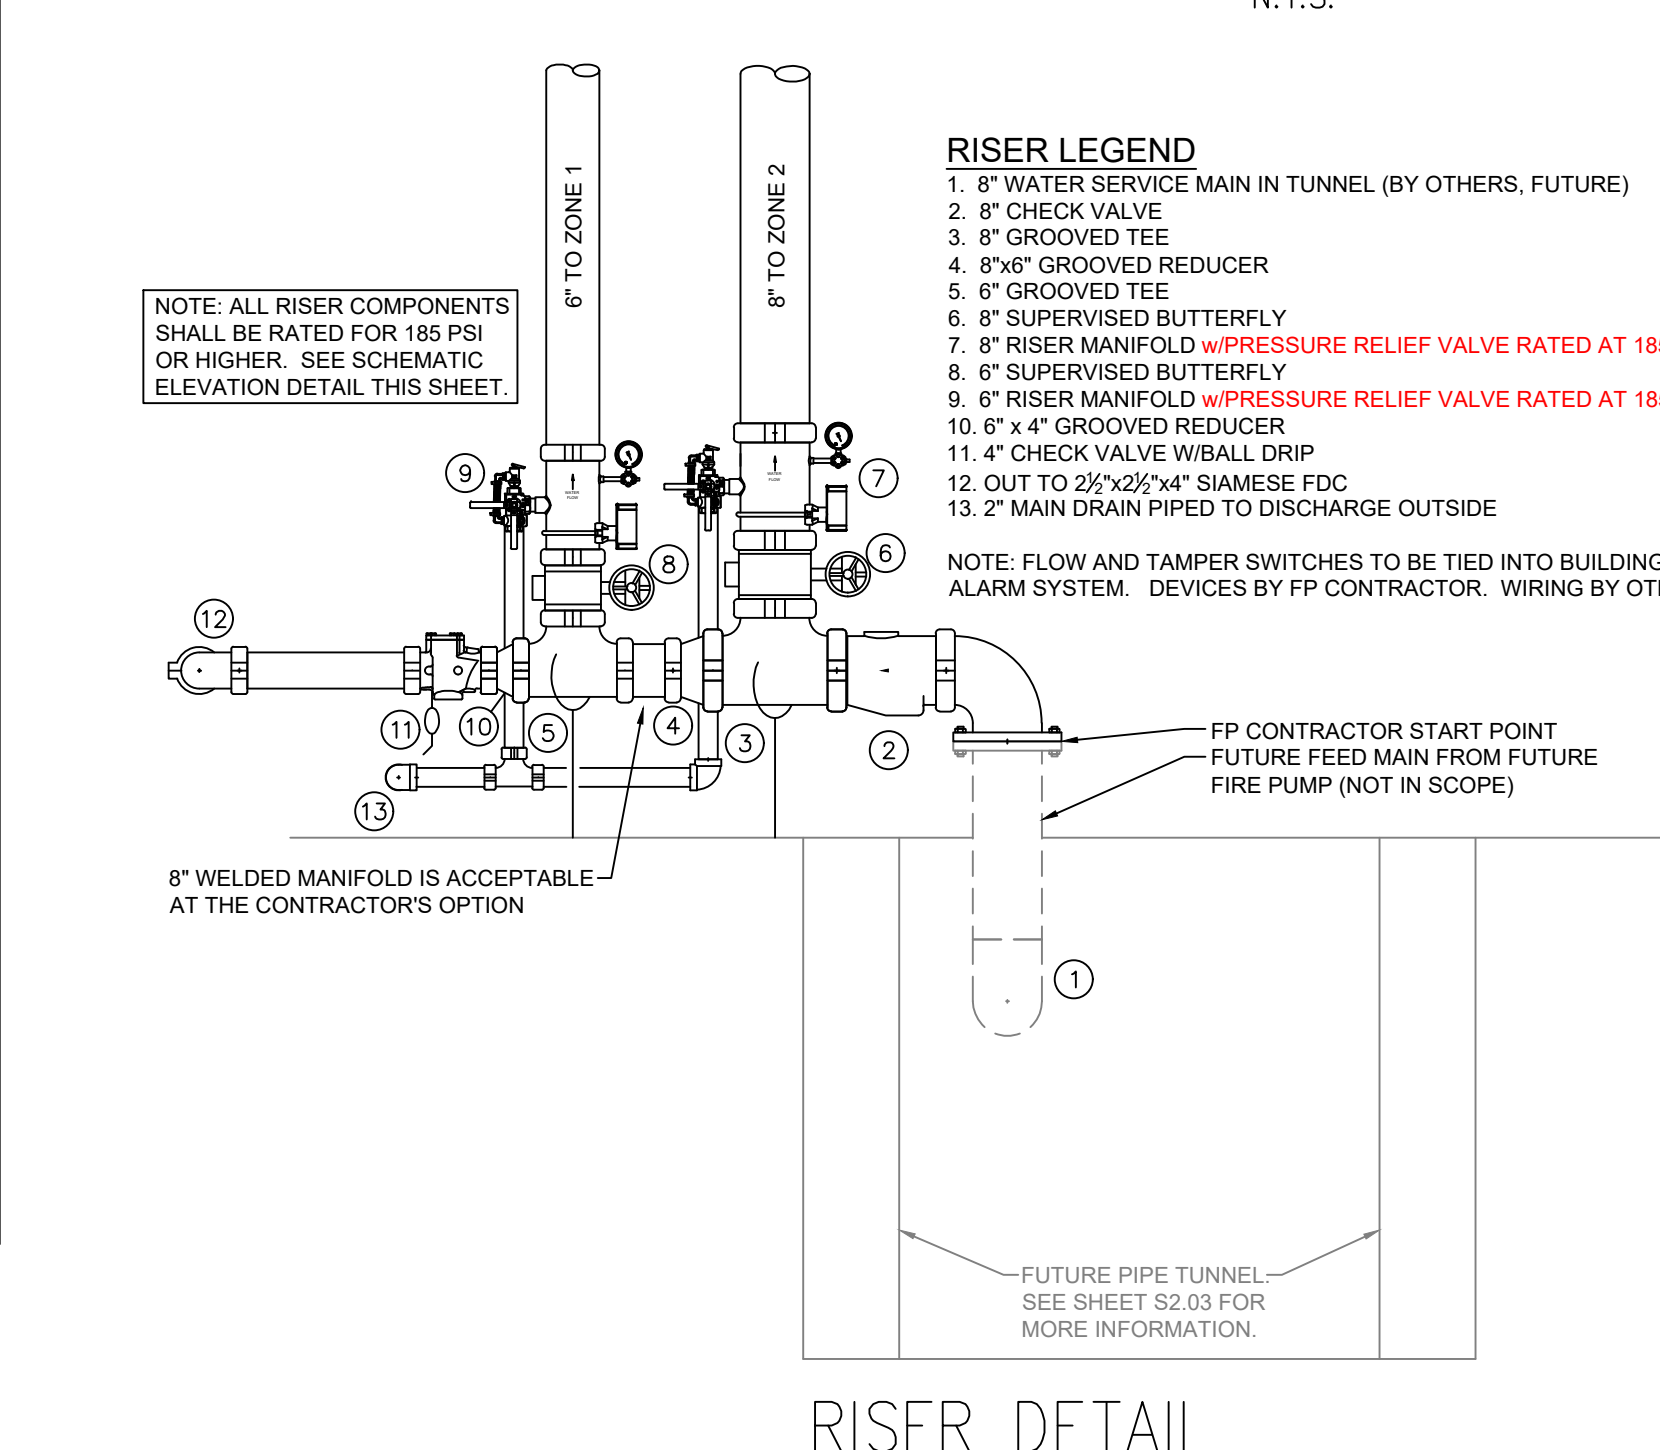 N.T.S.
RISER LEGEND
1. 8" WATER SERVICE MAIN IN TUNNEL (BY OTHERS, FUTURE)
2. 8" CHECK VALVE
3. 8" GROOVED TEE
4. 8"x6" GROOVED REDUCER
5. 6" GROOVED TEE
6. 8" SUPERVISED BUTTERFLY
7. 8" RISER MANIFOLD w/PRESSURE RELIEF VALVE RATED AT 185
8. 6" SUPERVISED BUTTERFLY
9. 6" RISER MANIFOLD w/PRESSURE RELIEF VALVE RATED AT 185
10. 6" x 4" GROOVED REDUCER
11. 4" CHECK VALVE W/BALL DRIP
12. OUT TO 2½"x2½"x4" SIAMESE FDC
13. 2" MAIN DRAIN PIPED TO DISCHARGE OUTSIDE
NOTE: FLOW AND TAMPER SWITCHES TO BE TIED INTO BUILDING
ALARM SYSTEM. DEVICES BY FP CONTRACTOR. WIRING BY
6" TO ZONE 1
8" TO ZONE 2
NOTE: ALL RISER COMPONENTS
SHALL BE RATED FOR 185 PSI
OR HIGHER. SEE SCHEMATIC
ELEVATION DETAIL THIS SHEET.
WATER
FLOW
WATER
FLOW
9
7
8
6
12
11
10
5
4
3
2
13
1
FP CONTRACTOR START POINT
FUTURE FEED MAIN FROM FUTURE
FIRE PUMP (NOT IN SCOPE)
8" WELDED MANIFOLD IS ACCEPTABLE
AT THE CONTRACTOR'S OPTION
FUTURE PIPE TUNNEL.
SEE SHEET S2.03 FOR
MORE INFORMATION.
RISER DETAIL